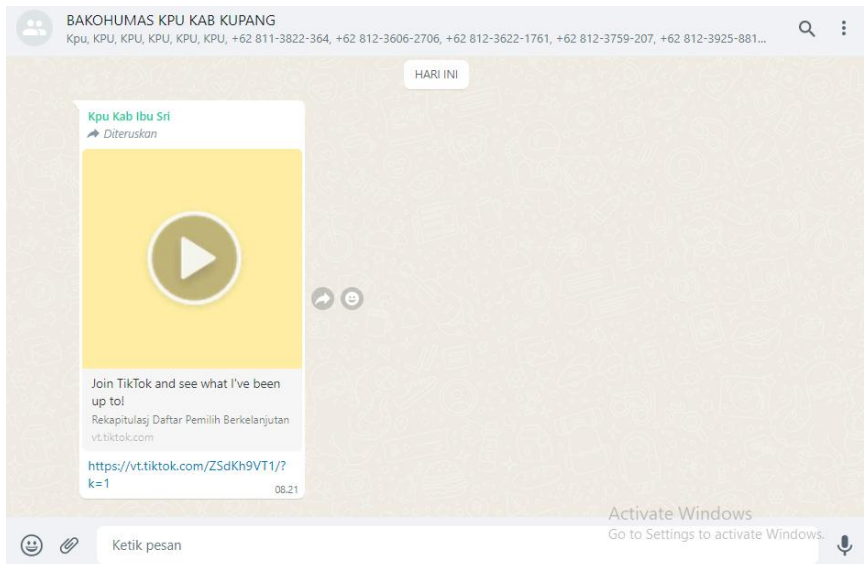 BAKOHUMAS KPU KAB KUPANG
Kpu, KPU, KPU, KPU, KPU, KPU, +62 811-3822-364, +62 812-3606-2706, +62 812-3622-1761, +62 812-3759-207, +62 812-3925-881...
HARI INI
Kpu Kab Ibu Sri
Diteruskan
Join TikTok and see what I've been
up to!
Rekapitulasj Daftar Pemilih Berkelanjutan
vt.tiktok.com
https://vt.tiktok.com/ZSdKh9VT1/?
k=1
08.21
Activate Windows
Go to Settings to activate Windows.
Ketik pesan